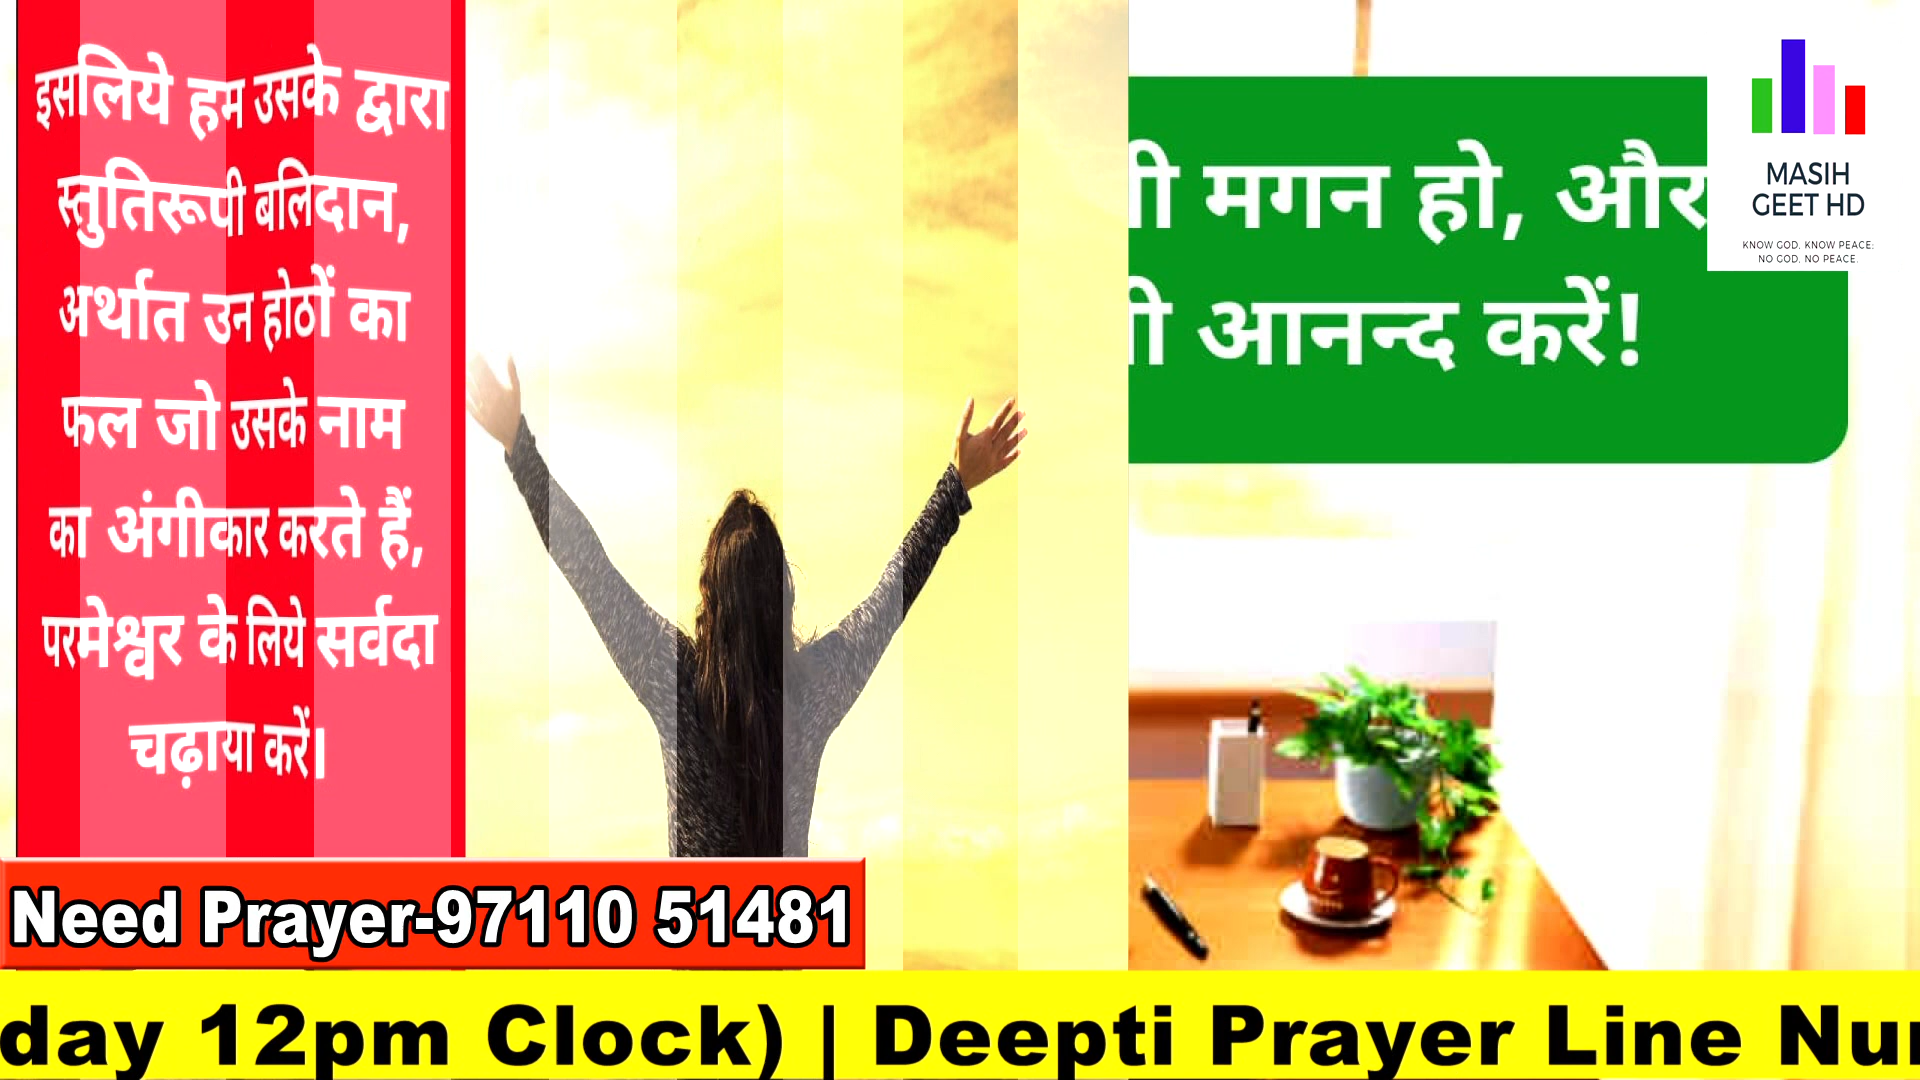 इसलिये हम उसके द्वारा
स्तुतिरूपी बलिदान,
अर्थात उन होठों का
फल जो उसके नाम
का अंगीकार करते हैं,
परमेश्वर के लिये सर्वदा
चढ़ाया करें।
मगन हो, और
आनन्द करें!
MASIH
GEET HD
KNOW GOD, KNOW PEACE;
NO GOD, NO PEACE.
Need Prayer-97110 51481
day 12pm Clock) | Deepti Prayer Line